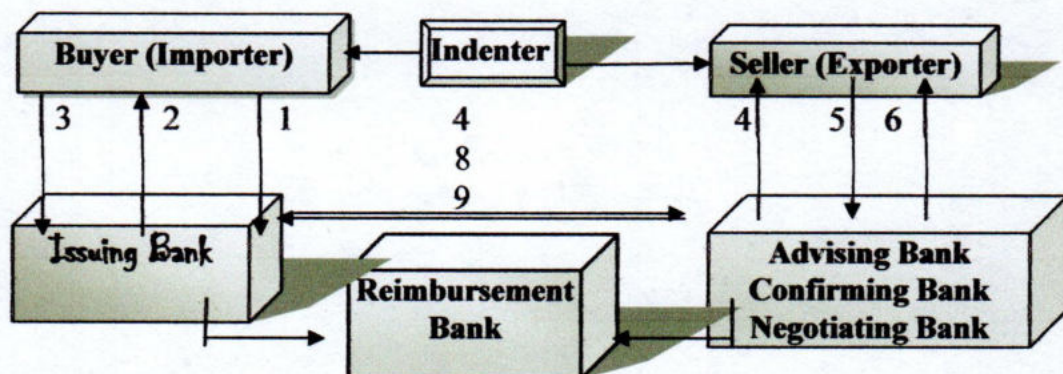 Buyer (Importer)
Indenter
Seller (Exporter)
3 2 1 4 4 5 6
8
9
Issuing Bank
Reimbursement
Bank
Advising Bank
Confirming Bank
Negotiating Bank